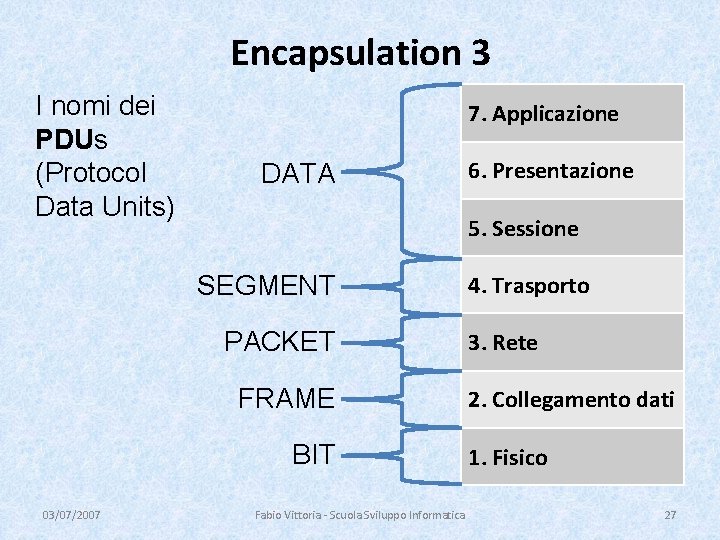 Encapsulation 3
I nomi dei
PDUs
(Protocol
Data Units)
DATA
SEGMENT
PACKET
FRAME
BIT
7. Applicazione
6. Presentazione
5. Sessione
4. Trasporto
3. Rete
2. Collegamento dati
1. Fisico
03/07/2007
Fabio Vittoria - Scuola Sviluppo Informatica
27